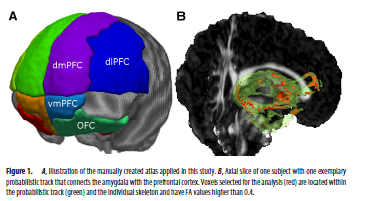 A
B
dmPFC
dlPFC
vmPFC
OFC
Figure 1. A, Illustration of the manually created atlas applied in this study. B, Axial slice of one subject with one exemplary
probabilistic track that connects the amygdala with the prefrontal cortex. Voxels selected for the analysis (red) are located within
the probabilistic track (green) and the individual skeleton and have FA values higher than 0.4.